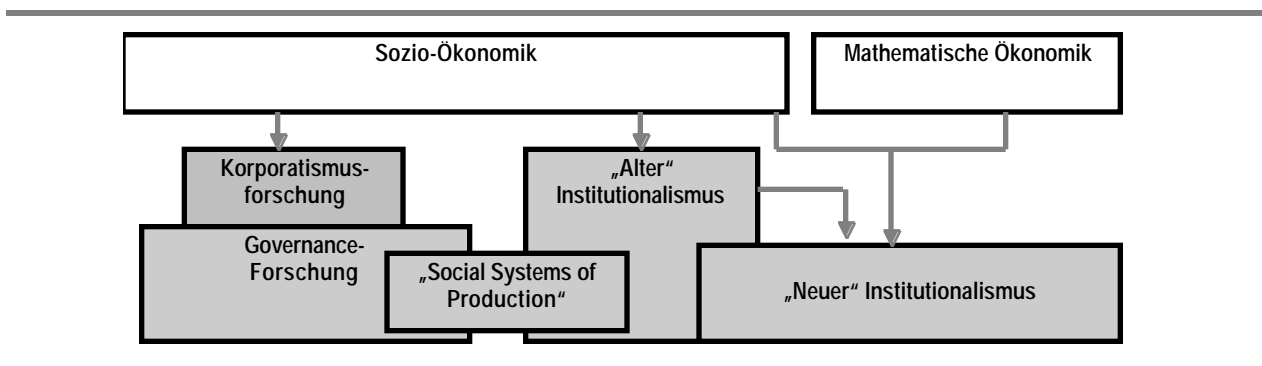 Sozio-Ökonomik
Mathematische Ökonomik
Korporatismus-
forschung
„Alter“
Institutionalismus
Governance-
Forschung
„Social Systems of
Production“
„Neuer“ Institutionalismus